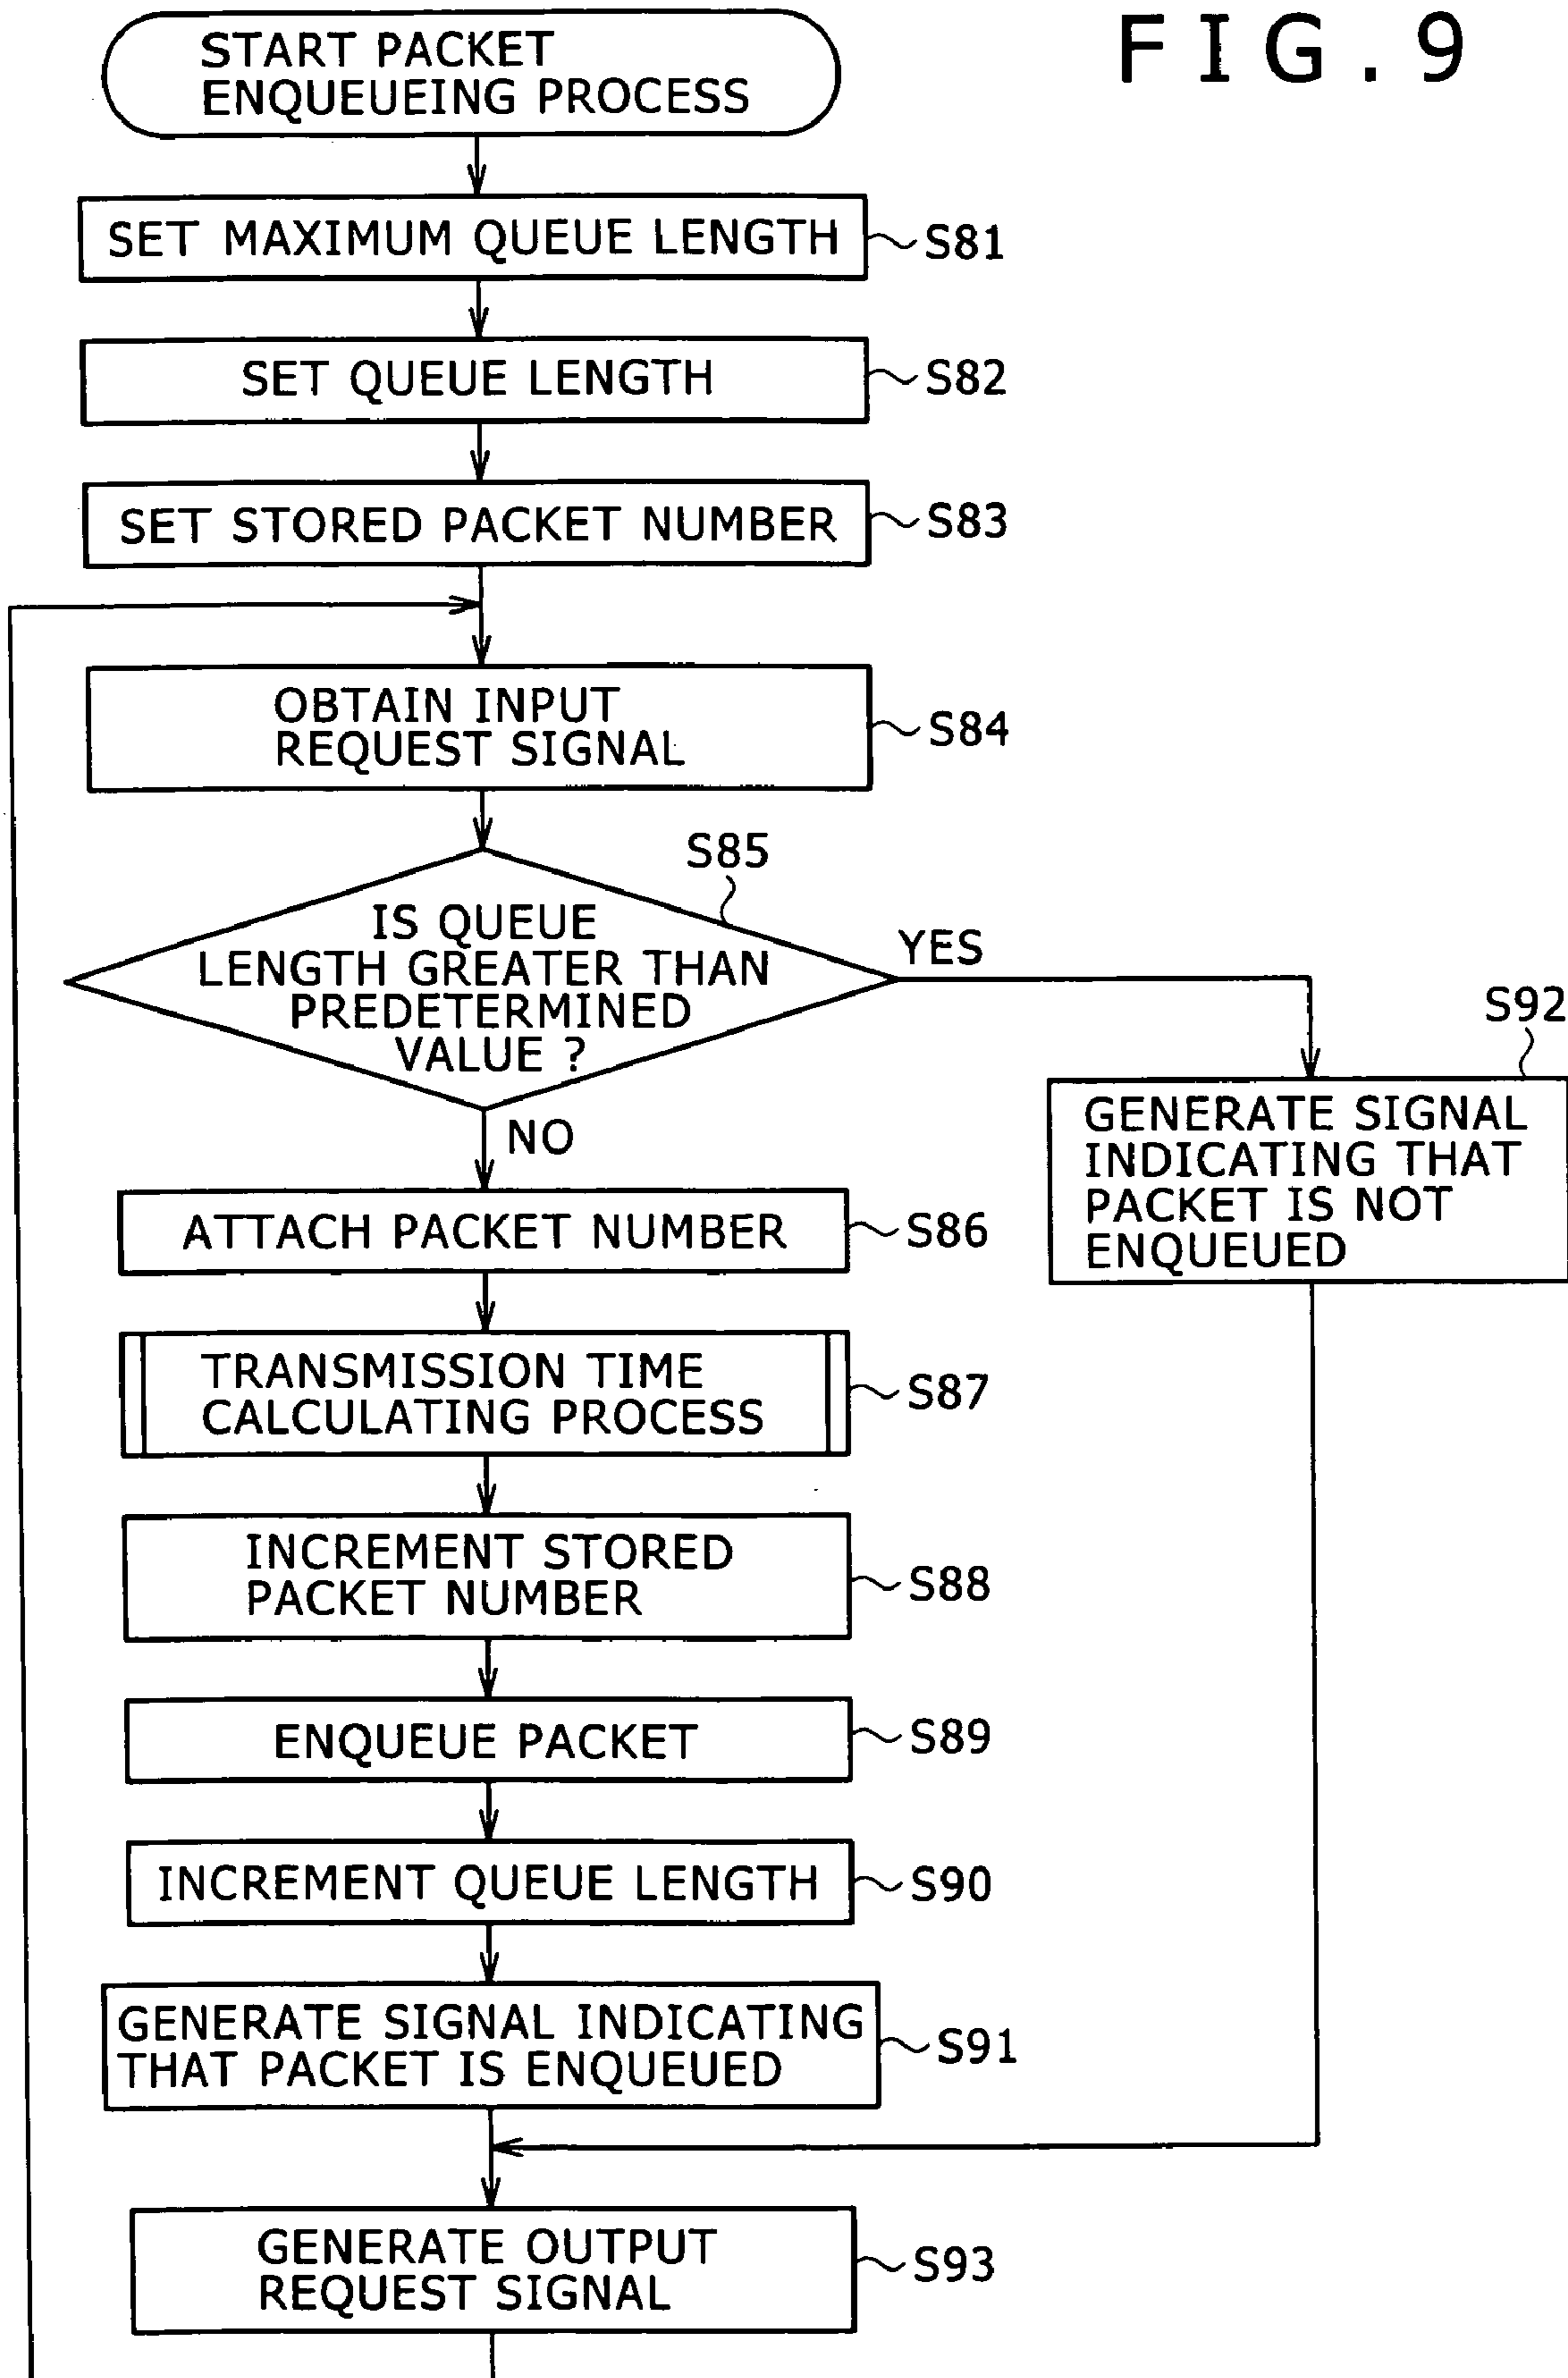 FIG.9
START PACKET
ENQUEUEING PROCESS
SET MAXIMUM QUEUE LENGTH
S81
SET QUEUE LENGTH
S82
SET STORED PACKET NUMBER
S83
OBTAIN INPUT
REQUEST SIGNAL
S84
S85
IS QUEUE
LENGTH GREATER THAN
PREDETERMINED
VALUE ?
YES
NO
S92
GENERATE SIGNAL
INDICATING THAT
PACKET IS NOT
ENQUEUED
ATTACH PACKET NUMBER
S86
TRANSMISSION TIME
CALCULATING PROCESS
S87
INCREMENT STORED
PACKET NUMBER
S88
ENQUEUE PACKET
S89
INCREMENT QUEUE LENGTH
S90
GENERATE SIGNAL INDICATING
THAT PACKET IS ENQUEUED
S91
GENERATE OUTPUT
REQUEST SIGNAL
S93